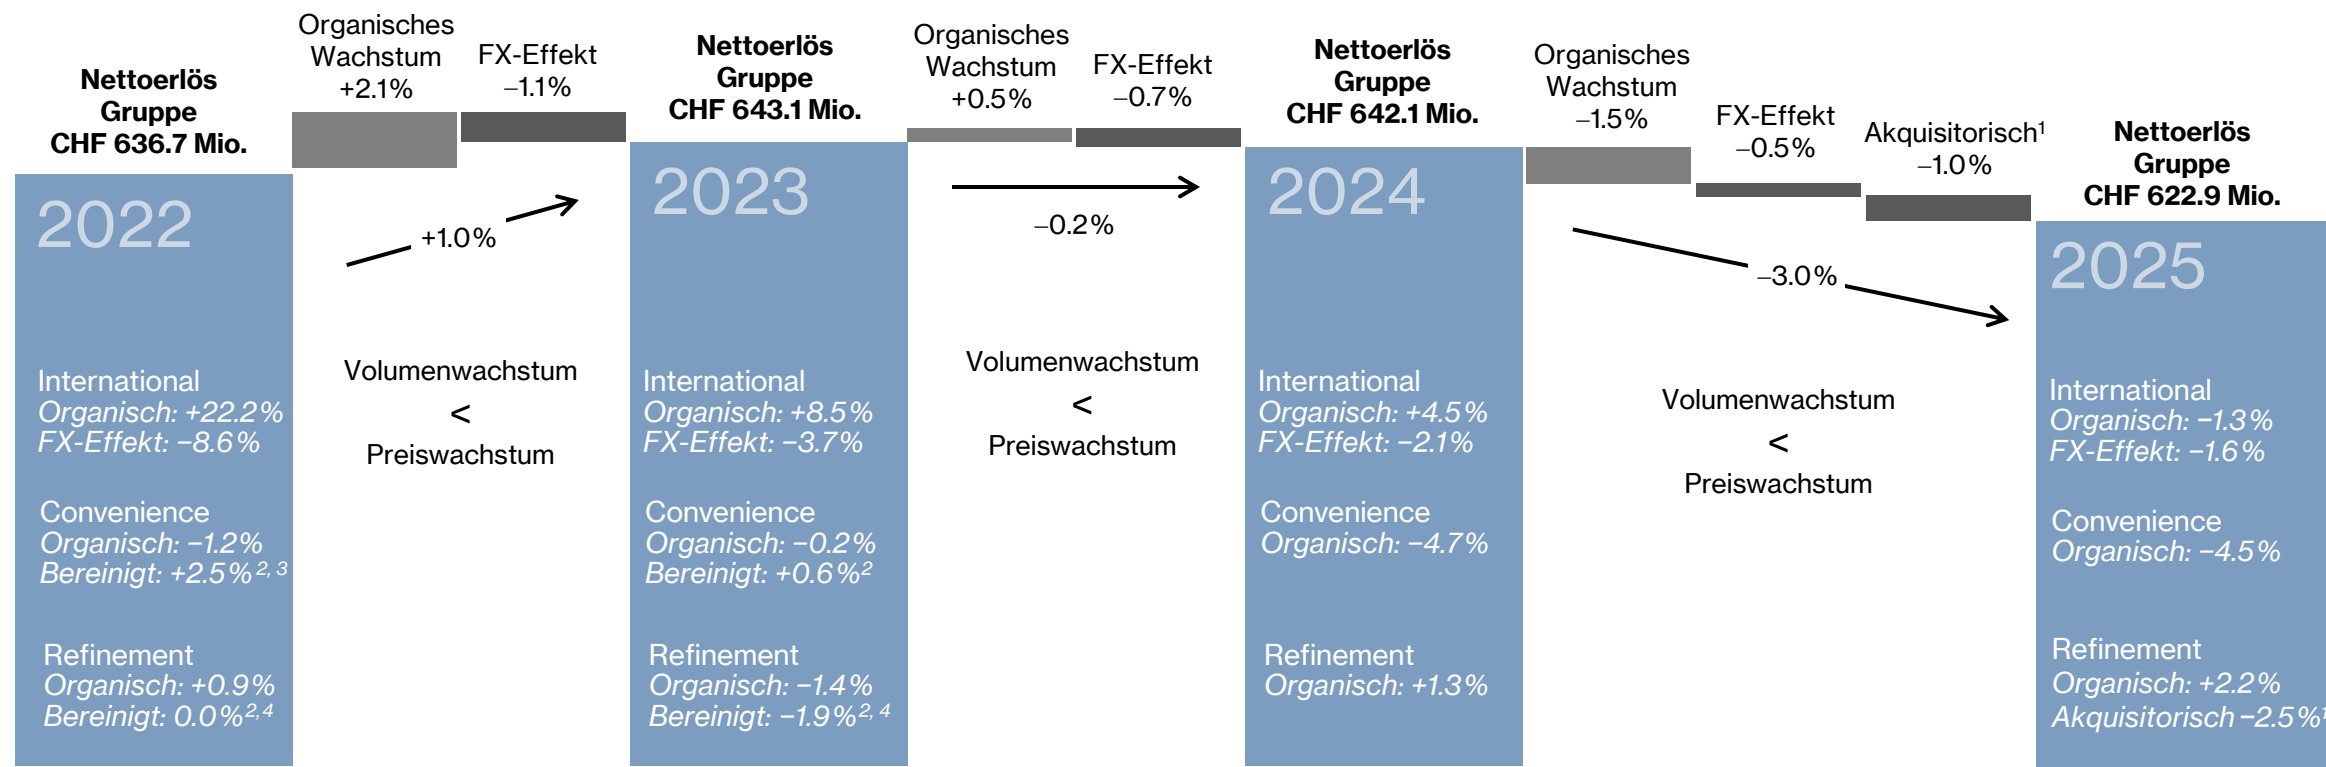 Nettoerlös
Gruppe
CHF 636.7 Mio.
2022
International
Organisch: +22.2%
FX-Effekt: −8.6%
Convenience
Organisch: −1.2%
Bereinigt: +2.5%2, 3
Refinement
Organisch: +0.9%
Bereinigt: 0.0%2,4
Organisches
Wachstum
+2.1%
FX-Effekt
−1.1%
+1.0%
Volumenwachstum
<
Preiswachstum
Nettoerlös
Gruppe
CHF 643.1 Mio.
2023
International
Organisch: +8.5%
FX-Effekt: −3.7%
Convenience
Organisch: −0.2%
Bereinigt: +0.6%2
Refinement
Organisch: −1.4%
Bereinigt: −1.9%2, 4
Organisches
Wachstum
+0.5%
FX-Effekt
−0.7%
−0.2%
Volumenwachstum
<
Preiswachstum
Nettoerlös
Gruppe
CHF 642.1 Mio.
2024
International
Organisch: +4.5%
FX-Effekt: −2.1%
Convenience
Organisch: −4.7%
Refinement
Organisch: +1.3%
Organisches
Wachstum
−1.5%
FX-Effekt
−0.5%
Akquisitorisch1
−1.0%
−3.0%
Volumenwachstum
<
Preiswachstum
Nettoerlös
Gruppe
CHF 622.9 Mio.
2025
International
Organisch: −1.3%
FX-Effekt: −1.6%
Convenience
Organisch: −4.5%
Refinement
Organisch: +2.2%
Akquisitorisch −2.5%1